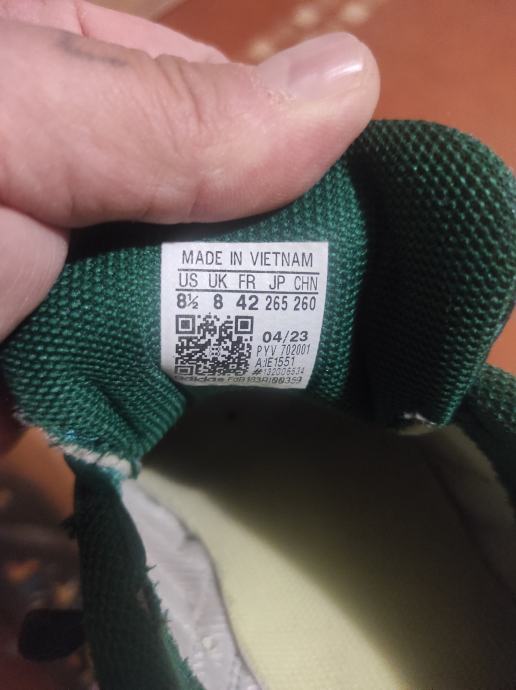 MADE IN VIETNAM
US UK FR JP CHN
8½ 8 42 265 260
04/23
PYV 702001
A:IE1551
adidas